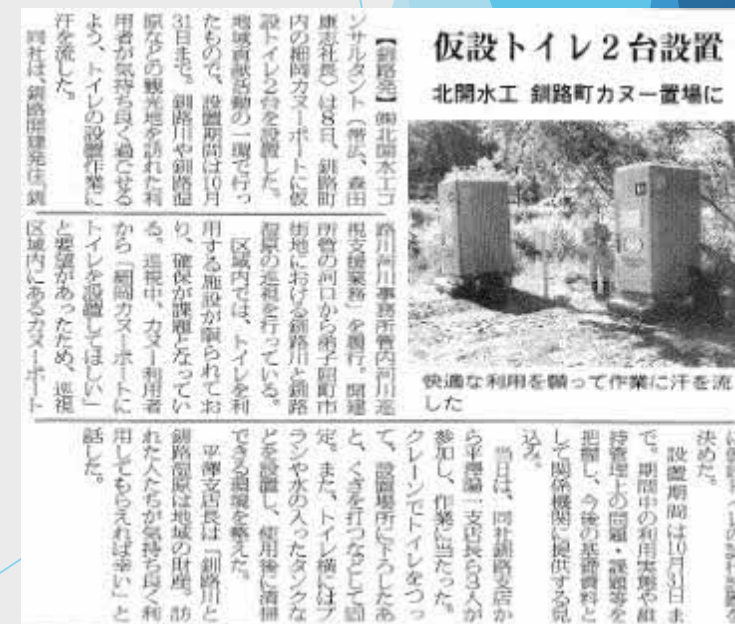 仮設トイレ2台設置
北開水工 釧路町カヌー置場に
【釧路発】㈱北開水工コ
ンサルタント(帯広、森田
康志社長)は8日、釧路町
内の細岡カヌーポートに仮
設トイレ2台を設置した。
地域貢献活動の一環で行っ
たもので、設置期間は10月
31日まで。釧路川や釧路湿
原などの観光地を訪れた利
用者が気持ち良く過ごせる
よう、トイレの設置作業に
汗を流した。
同社は、釧路開建発注「釧
路川河川事務所管内河川巡
視支援業務」を履行。開建
所管の河口から弟子屈町市
街地における釧路川と釧路
湿原の巡視を行っている。
区域内では、トイレを利
用する施設が限られてお
り、確保が課題となってい
る。巡視中、カヌー利用者
から「細岡カヌーポートに
トイレを設置してほしい」
と要望があったため、巡視
区域内にあるカヌーポート
決めた。
設置期間は10月31日ま
で。期間中の利用実態や維
持管理上の問題・課題等を
把握し、今後の基礎資料と
して関係機関に提供する見
込み。
当日は、同社釧路支店か
ら平澤陽一支店長ら3人が
参加し、作業に当たった。
クレーンでトイレをつっ
て、設置場所に下ろしたあ
と、くぎを打つなどして固
定。また、トイレ横にはブ
ランや水の入ったタンクな
どを設置し、使用後に清掃
できる環境を整えた。
平澤支店長は「釧路川と
釧路湿原は地域の財産。訪
れた人たちが気持ち良く利
用してもらえれば幸い」と
話した。
快適な利用を願って作業に汗を流
した